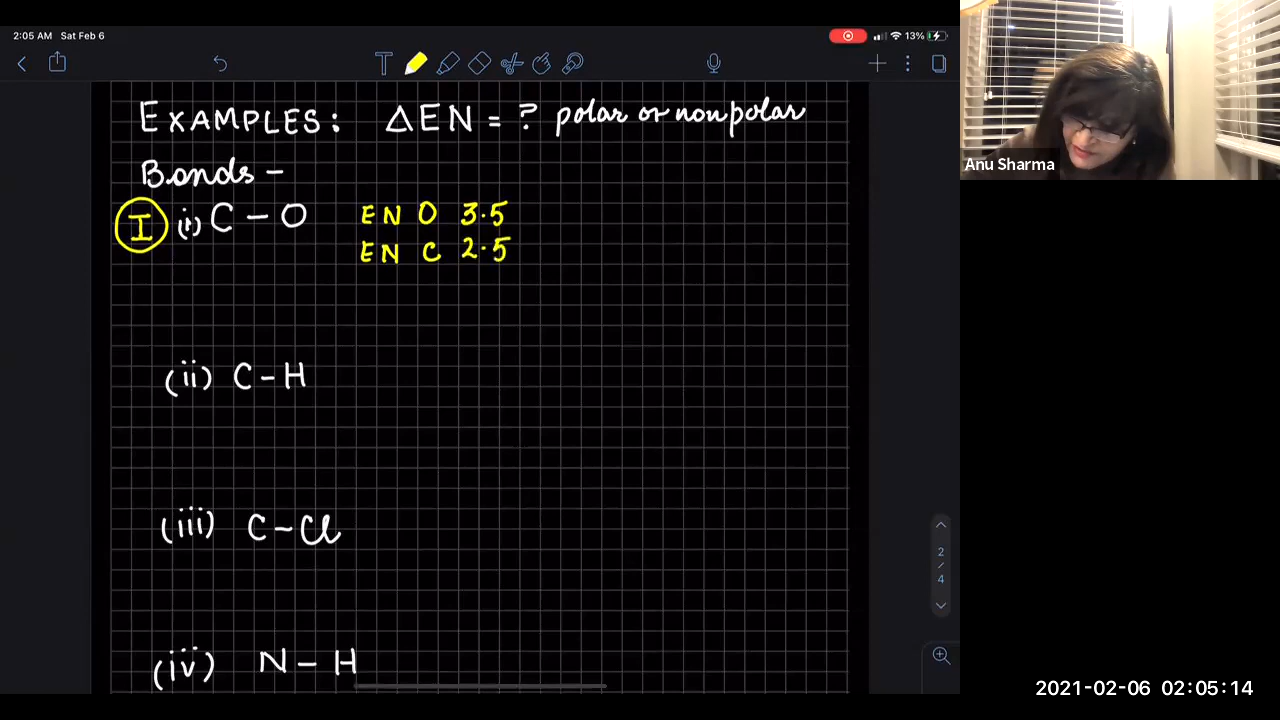 2:05 AM Sat Feb 6
13%
T
EXAMPLES: ΔEN = ? polar or nonpolar
Bonds -
I (i) C - O EN O 3.5
EN C 2.5
(ii) C - H
(iii) C - Cl
(iv) N - H
2
/
4
Anu Sharma
2021-02-06 02:05:14